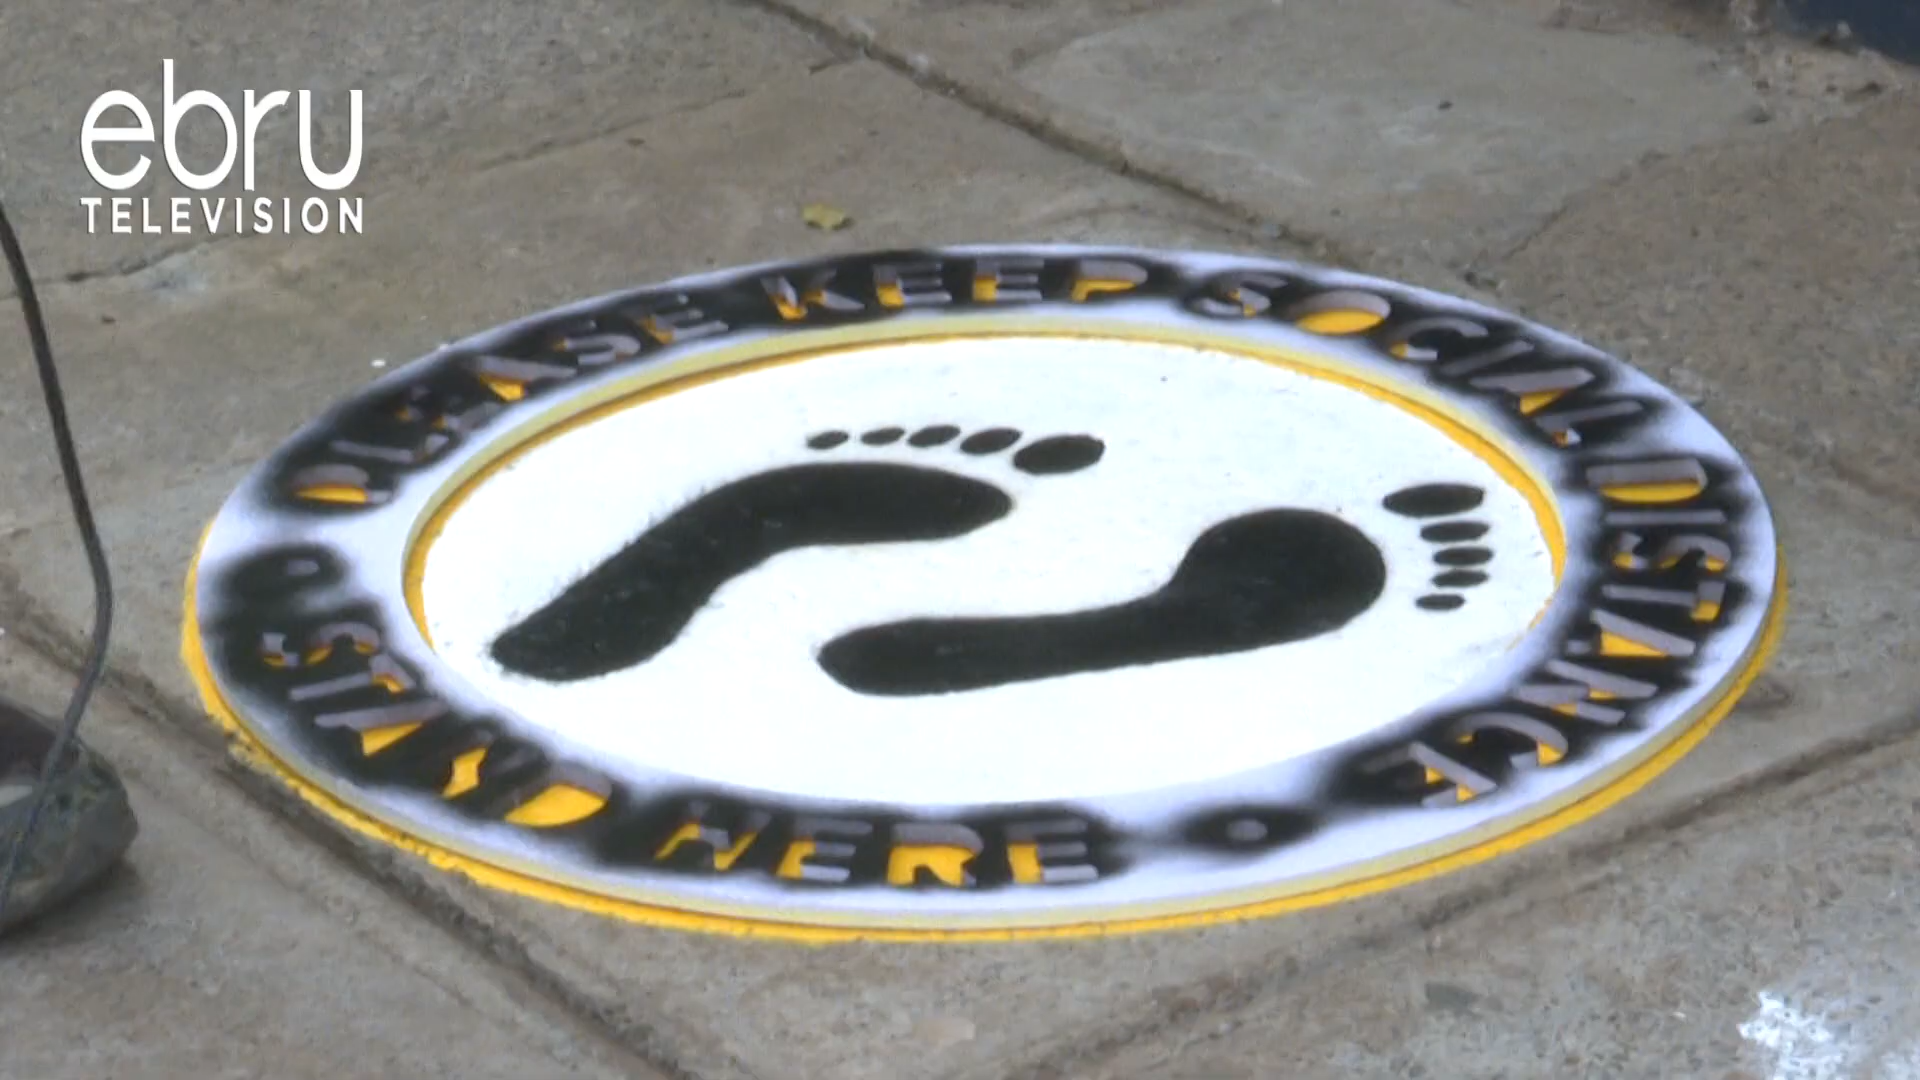 ebru
TELEVISION
PLEASE KEEP SOCIAL DISTANCE
• STAND HERE •